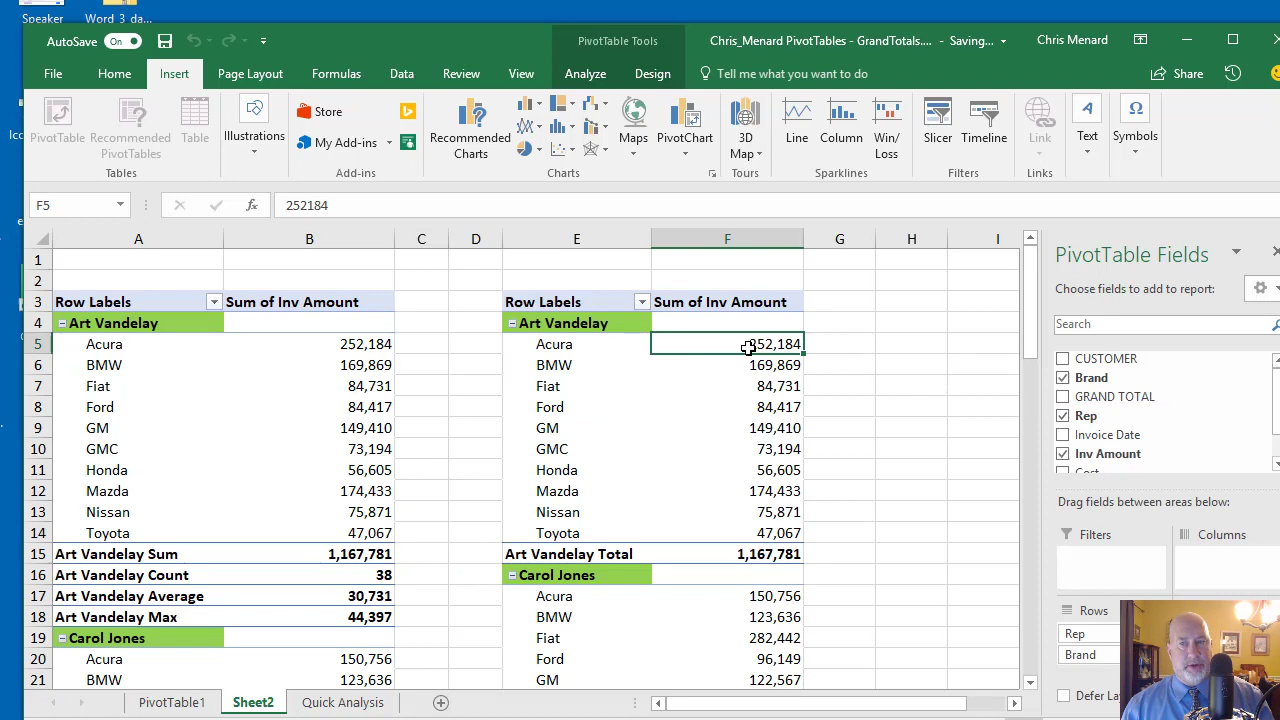 Speaker
Word_3_da...
AutoSave On
PivotTable Tools
Chris_Menard PivotTables - GrandTotals.... - Saving...
Chris Menard
File Home Insert Page Layout Formulas Data Review View Analyze Design Tell me what you want to do Share
PivotTable
Recommended PivotTables
Table
Illustrations
Store
My Add-ins
Recommended Charts
Maps
PivotChart
3D Map
Line
Column
Win/Loss
Slicer
Timeline
Link
Text
Symbols
Tables Add-ins Charts Tours Sparklines Filters Links
F5 fx 252184
A B C D E F G H I
1
2
3 Row Labels Sum of Inv Amount Row Labels Sum of Inv Amount
4 Art Vandelay Art Vandelay
5 Acura 252,184 Acura 252,184
6 BMW 169,869 BMW 169,869
7 Fiat 84,731 Fiat 84,731
8 Ford 84,417 Ford 84,417
9 GM 149,410 GM 149,410
10 GMC 73,194 GMC 73,194
11 Honda 56,605 Honda 56,605
12 Mazda 174,433 Mazda 174,433
13 Nissan 75,871 Nissan 75,871
14 Toyota 47,067 Toyota 47,067
15 Art Vandelay Sum 1,167,781 Art Vandelay Total 1,167,781
16 Art Vandelay Count 38 Carol Jones
17 Art Vandelay Average 30,731 Acura 150,756
18 Art Vandelay Max 44,397 BMW 123,636
19 Carol Jones Fiat 282,442
20 Acura 150,756 Ford 96,149
21 BMW 123,636 GM 122,567
PivotTable1 Sheet2 Quick Analysis
PivotTable Fields
Choose fields to add to report:
Search
CUSTOMER
Brand
GRAND TOTAL
Rep
Invoice Date
Inv Amount
Cost
Drag fields between areas below:
Filters Columns
Rows
Rep
Brand
Defer